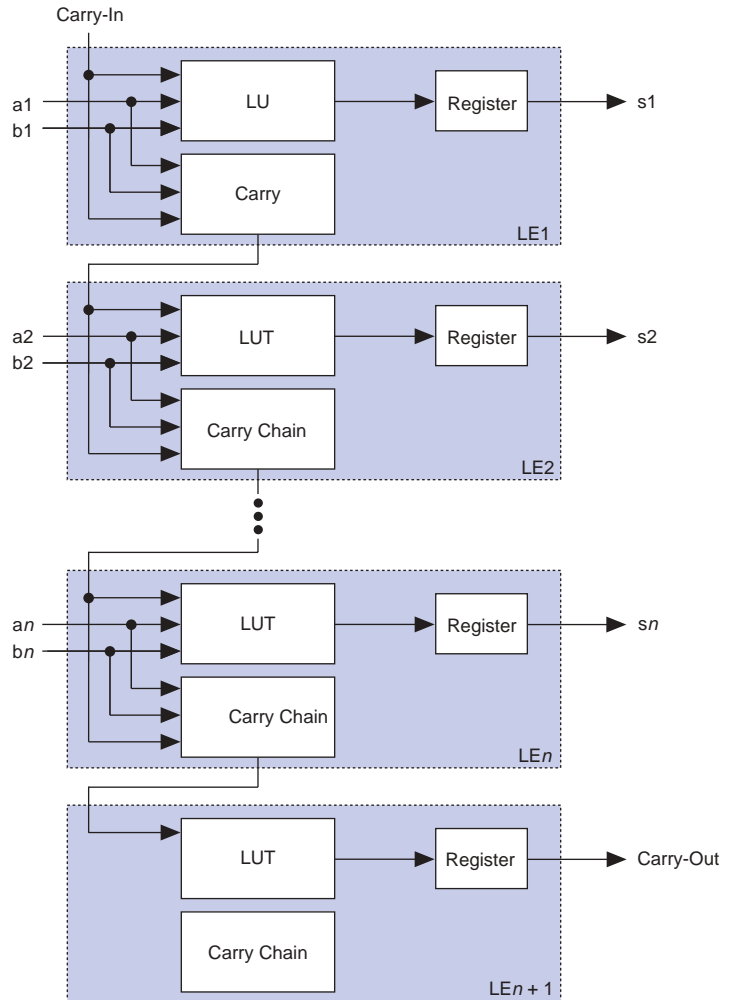 Carry-In
a1
b1
LU
Register
s1
Carry
LE1
a2
b2
LUT
Register
s2
Carry Chain
LE2
an
bn
LUT
Register
sn
Carry Chain
LEn
LUT
Register
Carry-Out
Carry Chain
LEn + 1